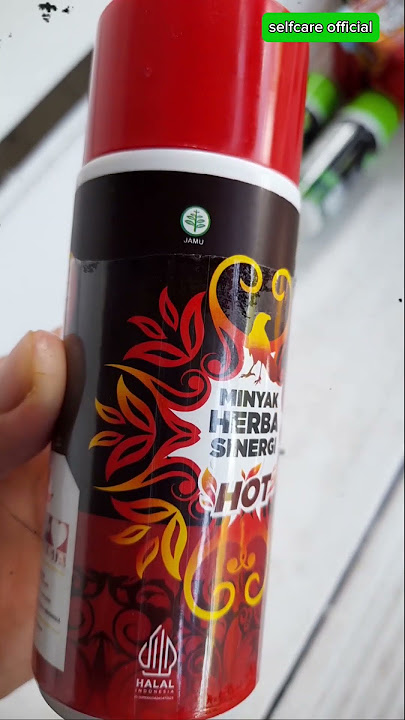 selfcare official
JAMU
MINYAK
HERBA
SINERGI
HOT
HALAL
INDONESIA